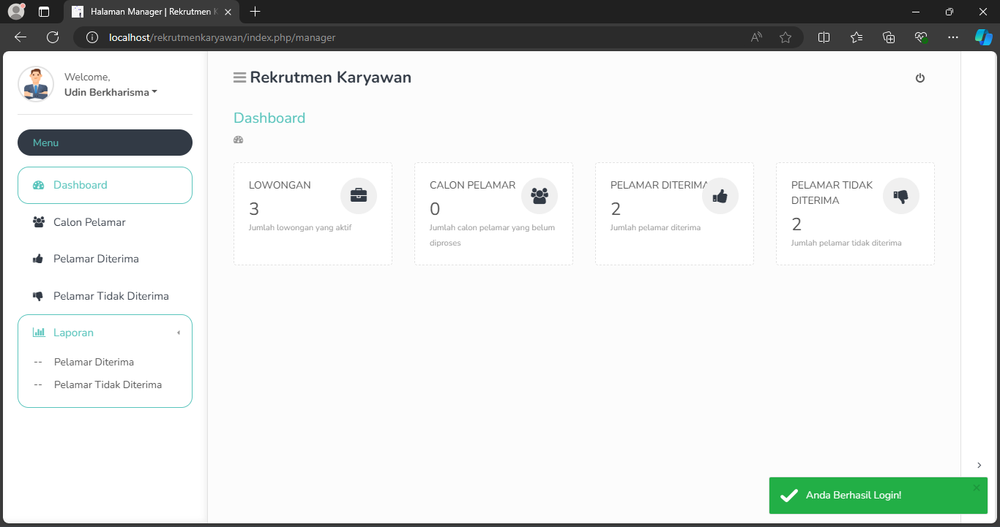 Halaman Manager | Rekrutmen K
localhost/rekrutmenkaryawan/index.php/manager
Welcome,
Udin Berkharisma
Menu
Dashboard
Calon Pelamar
Pelamar Diterima
Pelamar Tidak Diterima
Laporan
-- Pelamar Diterima
-- Pelamar Tidak Diterima
Rekrutmen Karyawan
Dashboard
LOWONGAN
3
Jumlah lowongan yang aktif
CALON PELAMAR
0
Jumlah calon pelamar yang belum
diproses
PELAMAR DITERIMA
2
Jumlah pelamar diterima
PELAMAR TIDAK
DITERIMA
2
Jumlah pelamar tidak diterima
Anda Berhasil Login!